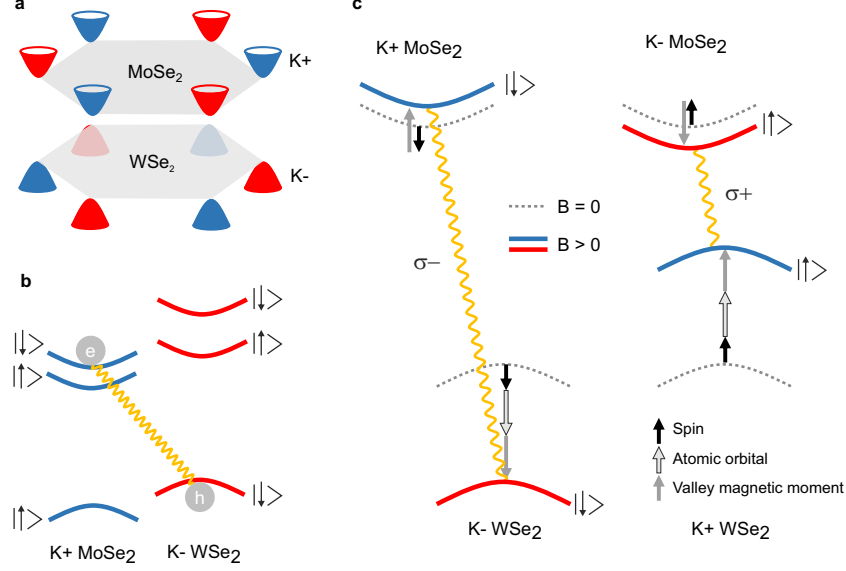 a
MoSe2
K+
WSe2
K-
b
|↓>
|↑>
|↓>
|↑>
e
h
|↑>
|↓>
K+ MoSe2
K- WSe2
c
K+ MoSe2
|↓>
K- MoSe2
|↑>
B = 0
B > 0
σ−
σ+
|↑>
|↓>
K- WSe2
K+ WSe2
Spin
Atomic orbital
Valley magnetic moment